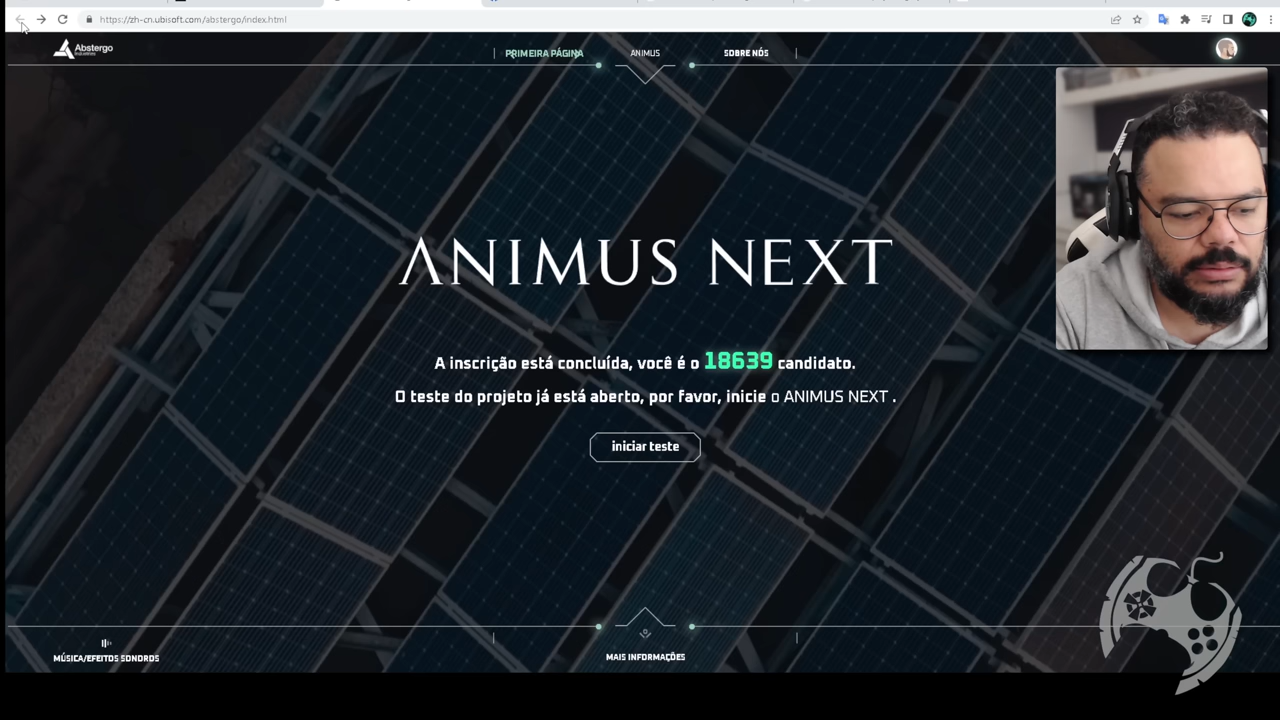 https://zh-cn.ubisoft.com/abstergo/index.html
Abstergo
Industries
PRIMEIRA PÁGINA
ANIMUS
SOBRE NÓS
ANIMUS NEXT
A inscrição está concluída, você é o 18639 candidato.
O teste do projeto já está aberto, por favor, inicie o ANIMUS NEXT .
iniciar teste
MÚSICA/EFEITOS SONOROS
MAIS INFORMAÇÕES